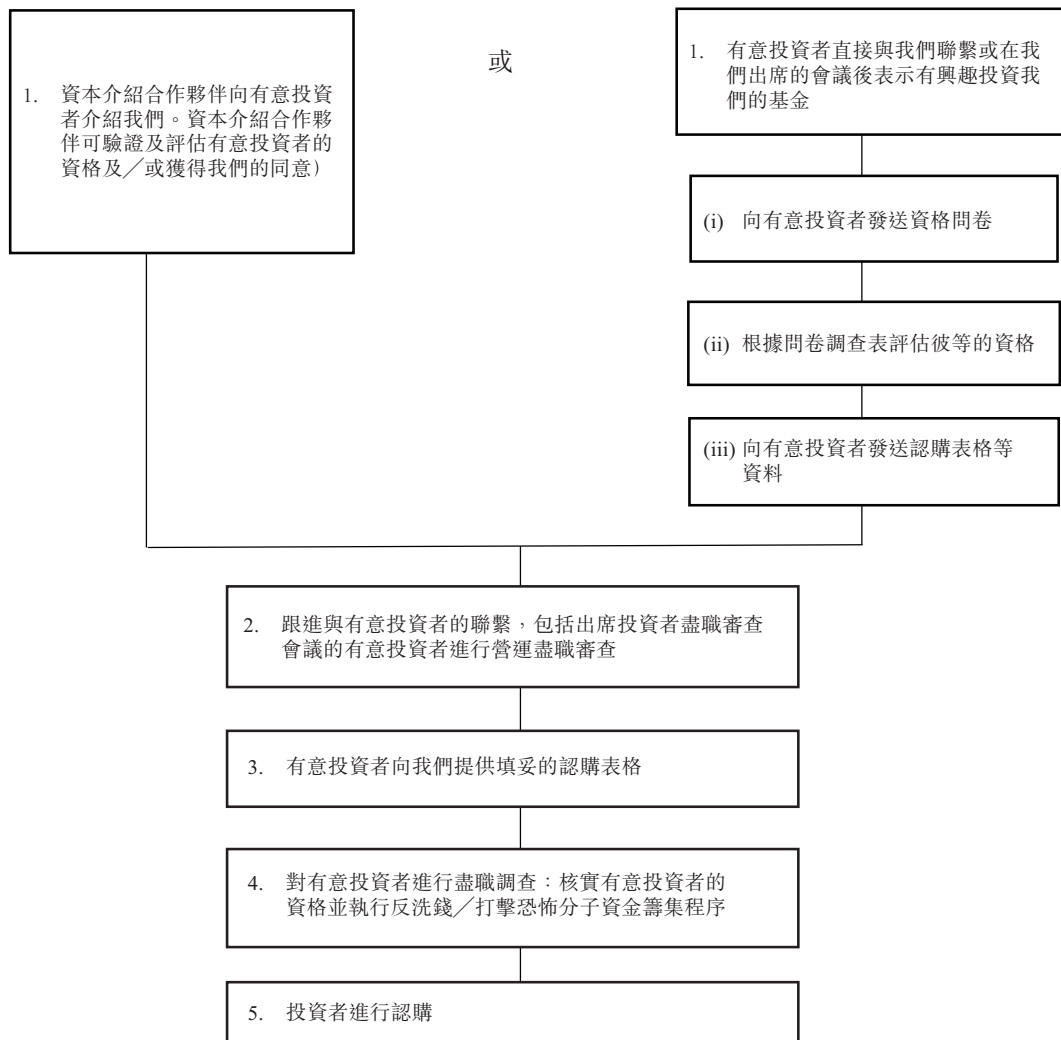 1. 資本介紹合作夥伴向有意投資
者介紹我們。資本介紹合作夥
伴可驗證及評估有意投資者的
資格及／或獲得我們的同意）
或
1. 有意投資者直接與我們聯繫或在我
們出席的會議後表示有興趣投資我
們的基金
(i) 向有意投資者發送資格問卷
(ii) 根據問卷調查表評估彼等的資格
(iii) 向有意投資者發送認購表格等
資料
2. 跟進與有意投資者的聯繫，包括出席投資者盡職審查
會議的有意投資者進行營運盡職審查
3. 有意投資者向我們提供填妥的認購表格
4. 對有意投資者進行盡職調查：核實有意投資者的
資格並執行反洗錢／打擊恐怖分子資金籌集程序
5. 投資者進行認購